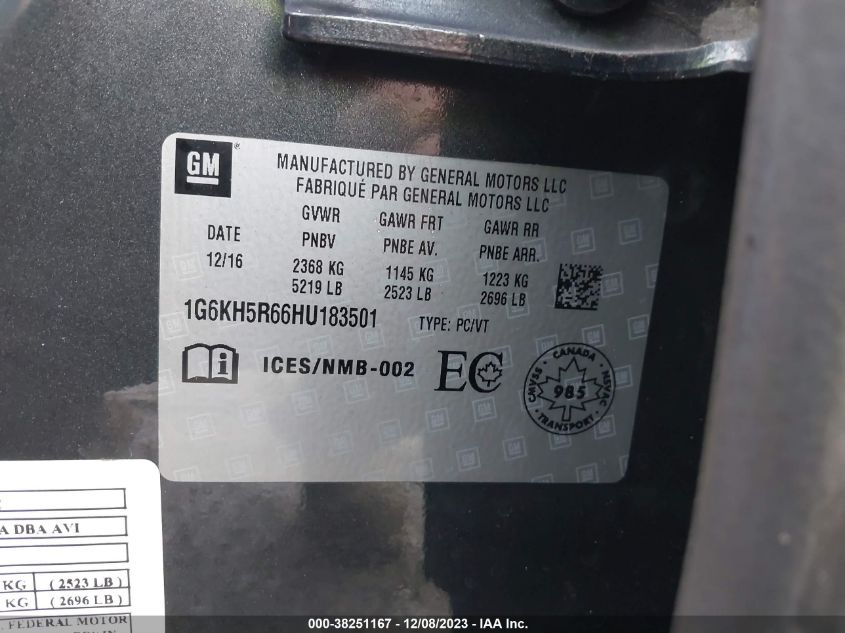 GM
MANUFACTURED BY GENERAL MOTORS LLC
FABRIQUÉ PAR GENERAL MOTORS LLC
DATE GVWR GAWR FRT GAWR RR
PNBV PNBE AV. PNBE ARR.
12/16 2368 KG 1145 KG 1223 KG
5219 LB 2523 LB 2696 LB
1G6KH5R66HU183501 TYPE: PC/VT
ICES/NMB-002 EC
CANADA
CMVSS 985 NSVAC
TRANSPORT
A DBA AVI
KG (2523 LB)
KG (2696 LB)
FEDERAL MOTOR
000-38251167 - 12/08/2023 - IAA Inc.